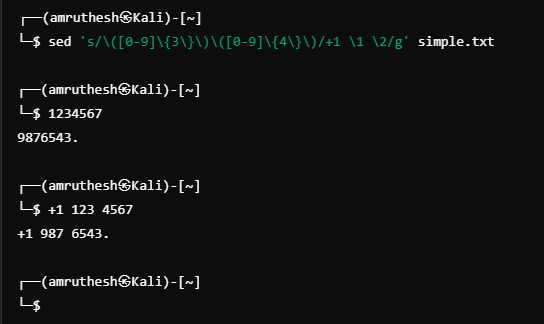 ┌──(amruthesh㉿Kali)-[~]
└─$ sed 's/\([0-9]\{3\}\)\([0-9]\{4\}\)/+1 \1 \2/g' simple.txt
┌──(amruthesh㉿Kali)-[~]
└─$ 1234567
9876543.
┌──(amruthesh㉿Kali)-[~]
└─$ +1 123 4567
+1 987 6543.
┌──(amruthesh㉿Kali)-[~]
└─$